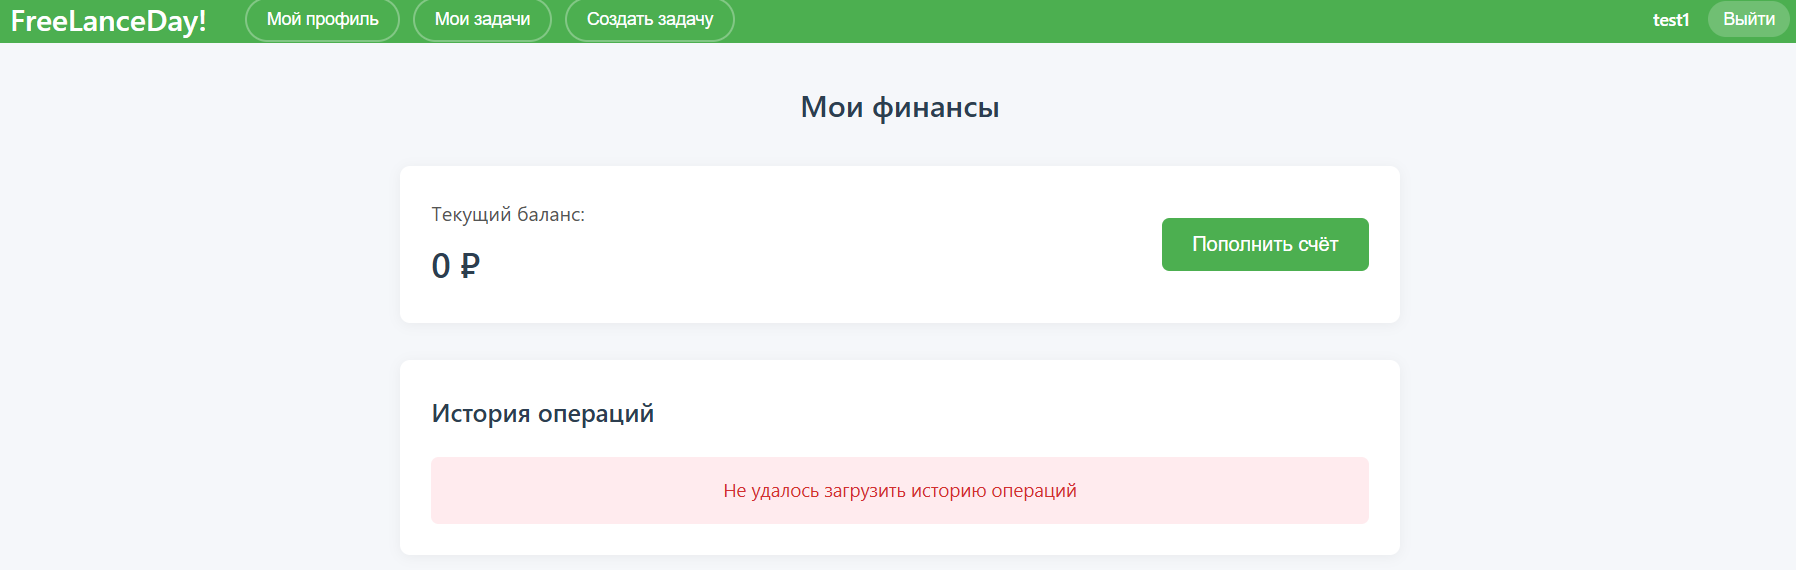 FreeLanceDay! Мой профиль Мои задачи Создать задачу test1 Выйти
Мои финансы
Текущий баланс:
0 ₽
Пополнить счёт
История операций
Не удалось загрузить историю операций